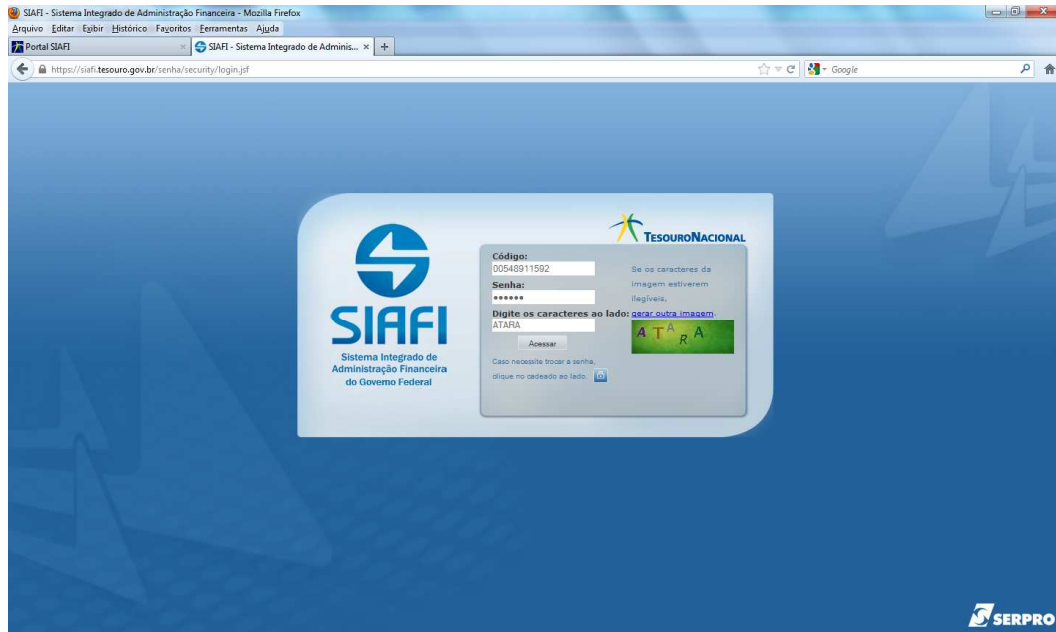 SIAFI - Sistema Integrado de Administração Financeira - Mozilla Firefox
Arquivo Editar Exibir Histórico Favoritos Ferramentas Ajuda
Portal SIAFI
SIAFI - Sistema Integrado de Adminis...
https://siafi.tesouro.gov.br/senha/security/login.jsf
Google
TESOURONACIONAL
SIAFI
Sistema Integrado de
Administração Financeira
do Governo Federal
Código:
00548911592
Senha:
••••••
Digite os caracteres ao lado:
ATARA
Acessar
Caso necessite trocar a senha,
clique no cadeado ao lado.
Se os caracteres da
imagem estiverem
ilegíveis,
gerar outra imagem.
ATARA
SERPRO